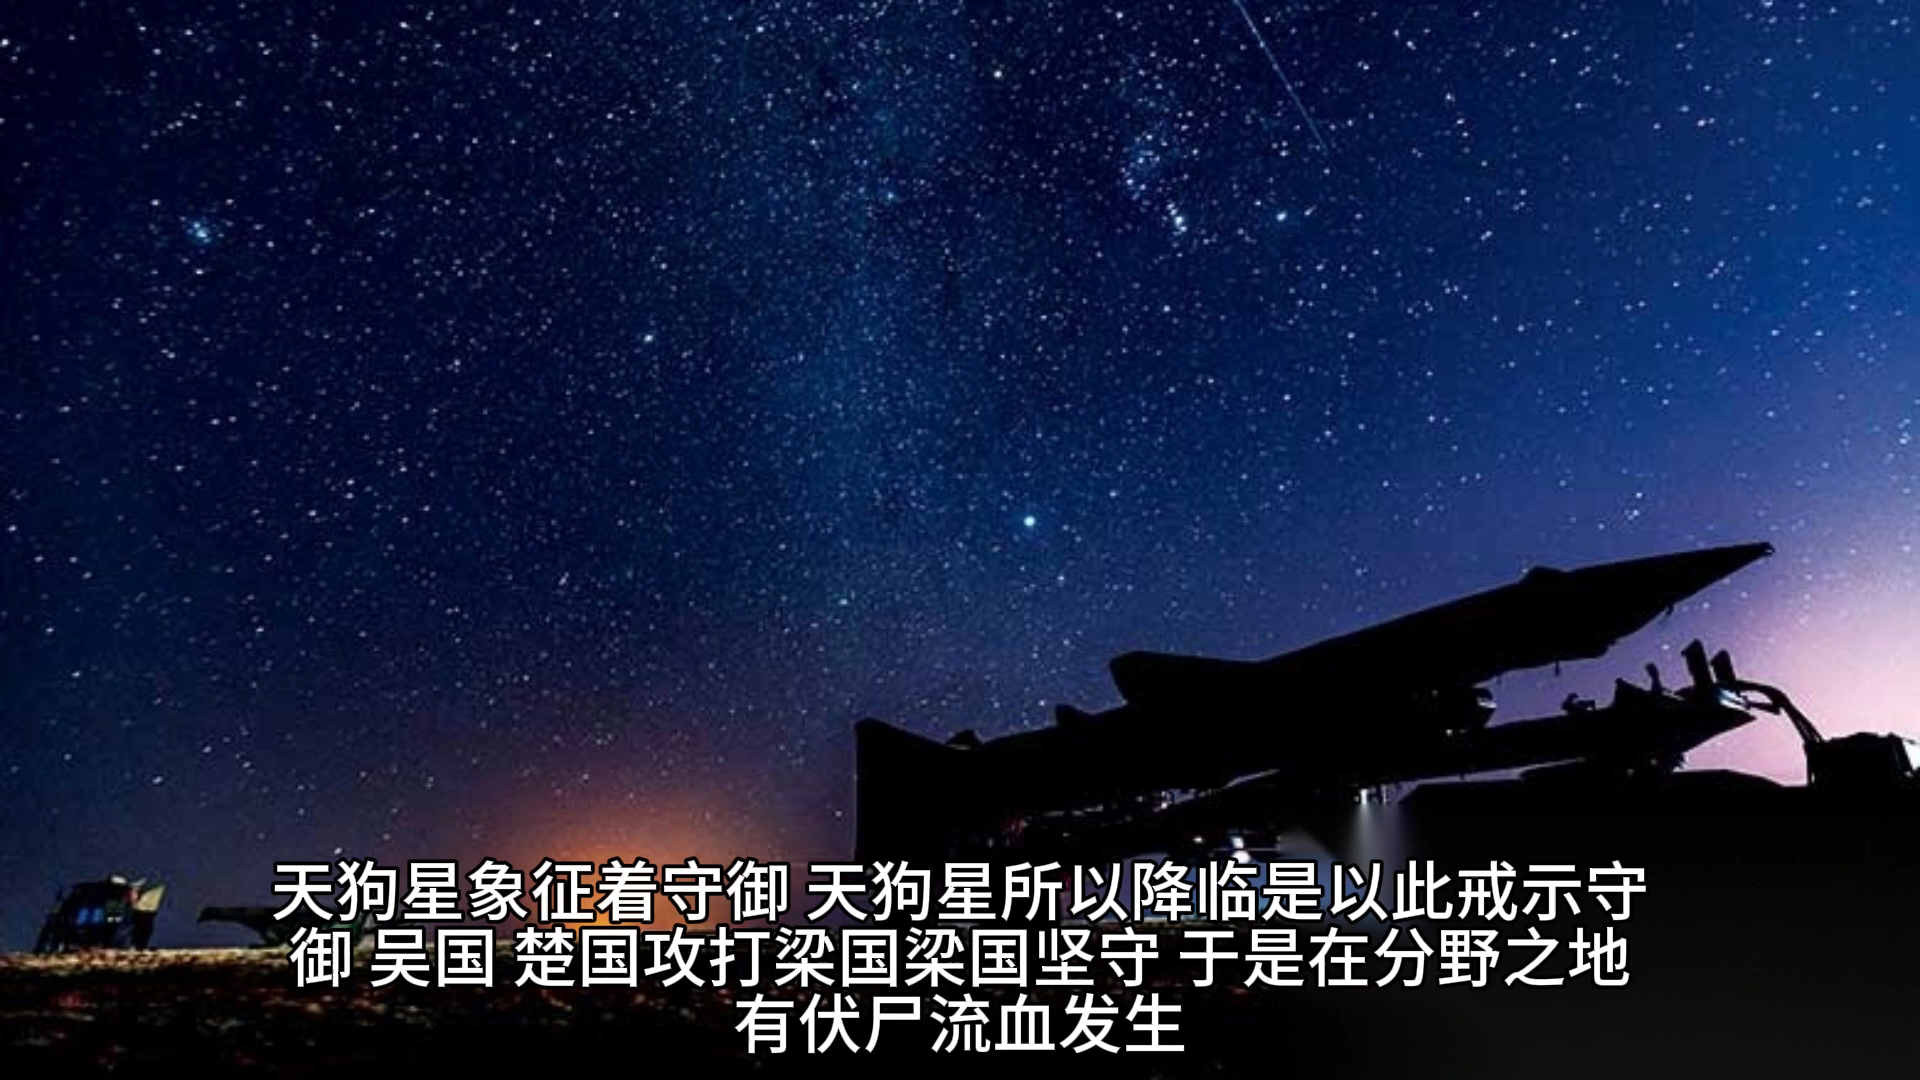 天狗星象征着守御 天狗星所以降临是以此戒示守
御 吴国 楚国攻打梁国梁国坚守 于是在分野之地
有伏尸流血发生